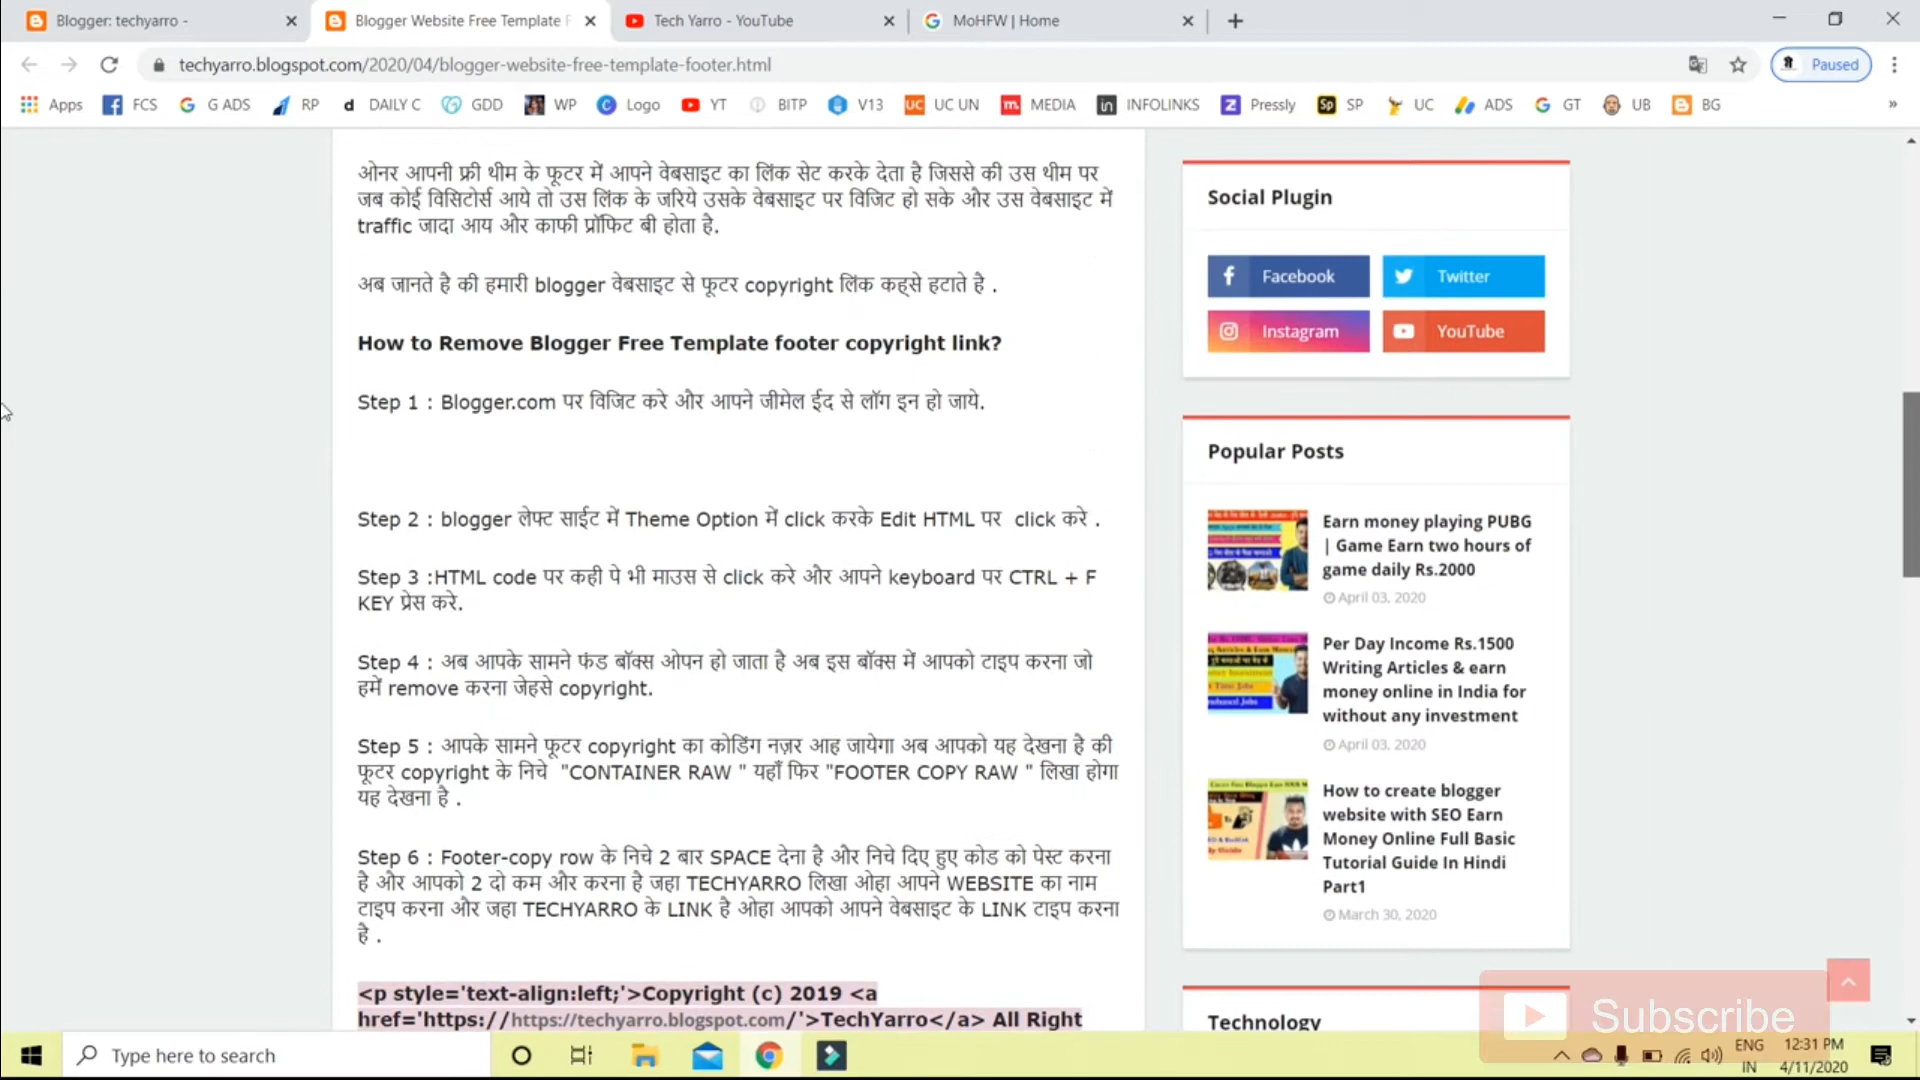 Blogger: techyarro -
Blogger Website Free Template F
Tech Yarro - YouTube
MoHFW | Home
techyarro.blogspot.com/2020/04/blogger-website-free-template-footer.html
Paused
Apps FCS G ADS RP DAILY C GDD WP Logo YT BITP V13 UC UN MEDIA INFOLINKS Pressly SP UC ADS GT UB BG
ओनर आपनी फ्री थीम के फूटर में आपने वेबसाइट का लिंक सेट करके देता है जिससे की उस थीम पर
जब कोई विसिटोर्स आये तो उस लिंक के जरिये उसके वेबसाइट पर विजिट हो सके और उस वेबसाइट में
traffic जादा आय और काफी प्रॉफिट बी होता है.
अब जानते है की हमारी blogger वेबसाइट से फूटर copyright लिंक कह्से हटाते है .
How to Remove Blogger Free Template footer copyright link?
Step 1 : Blogger.com पर विजिट करे और आपने जीमेल ईद से लॉग इन हो जाये.
Step 2 : blogger लेफ्ट साईट में Theme Option में click करके Edit HTML पर click करे .
Step 3 :HTML code पर कही पे भी माउस से click करे और आपने keyboard पर CTRL + F
KEY प्रेस करे.
Step 4 : अब आपके सामने फंड बॉक्स ओपन हो जाता है अब इस बॉक्स में आपको टाइप करना जो
हमें remove करना जेहसे copyright.
Step 5 : आपके सामने फूटर copyright का कोडिंग नज़र आह जायेगा अब आपको यह देखना है की
फूटर copyright के निचे "CONTAINER RAW " यहाँ फिर "FOOTER COPY RAW " लिखा होगा
यह देखना है .
Step 6 : Footer-copy row के निचे 2 बार SPACE देना है और निचे दिए हुए कोड को पेस्ट करना
है और आपको 2 दो कम और करना है जहा TECHYARRO लिखा ओहा आपने WEBSITE का नाम
टाइप करना और जहा TECHYARRO के LINK है ओहा आपको आपने वेबसाइट के LINK टाइप करना
है .
<p style='text-align:left;'>Copyright (c) 2019 <a
href='https://https://techyarro.blogspot.com/'>TechYarro</a> All Right
Social Plugin
Facebook
Twitter
Instagram
YouTube
Popular Posts
Earn money playing PUBG
| Game Earn two hours of
game daily Rs.2000
April 03, 2020
Per Day Income Rs.1500
Writing Articles & earn
money online in India for
without any investment
April 03, 2020
How to create blogger
website with SEO Earn
Money Online Full Basic
Tutorial Guide In Hindi
Part1
March 30, 2020
Technology
Subscribe
Type here to search
ENG
IN
12:31 PM
4/11/2020